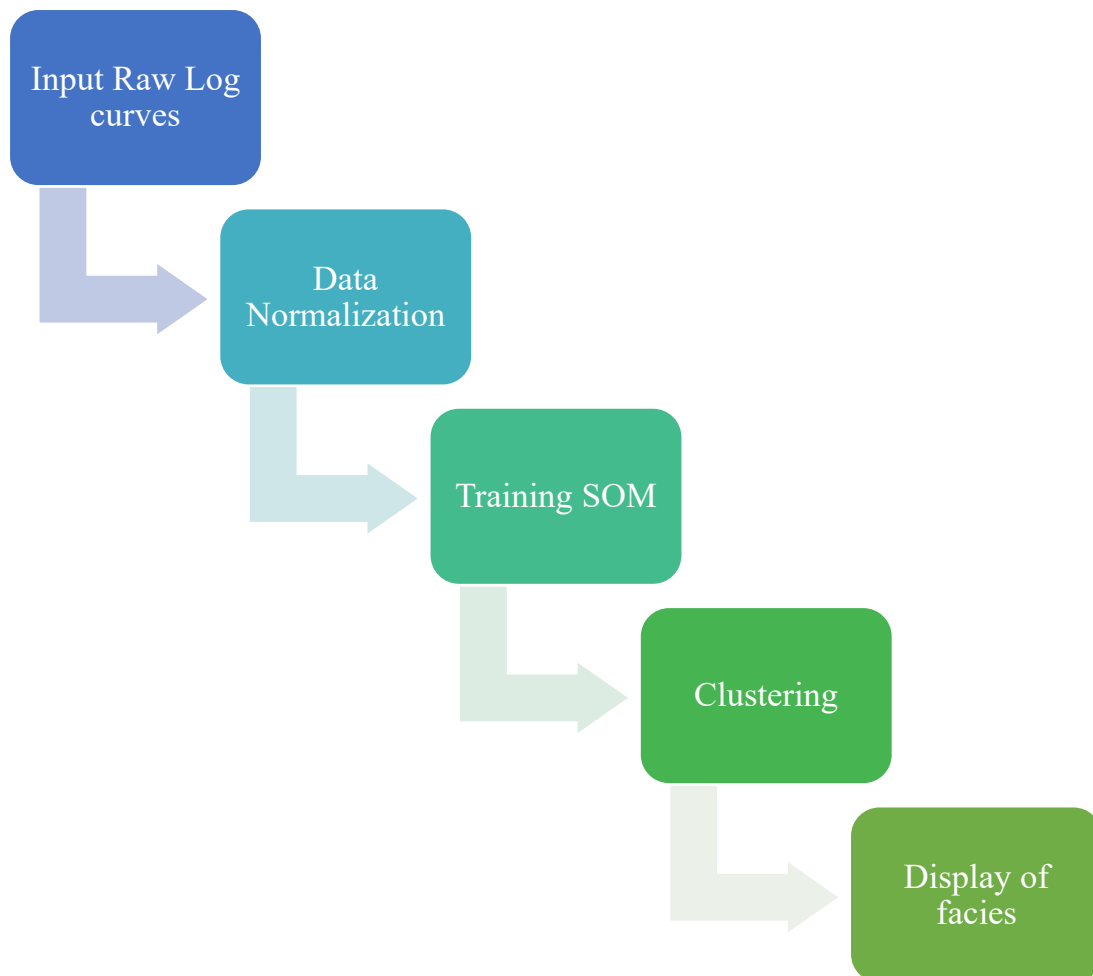 Input Raw Log
curves
Data
Normalization
Training SOM
Clustering
Display of
facies